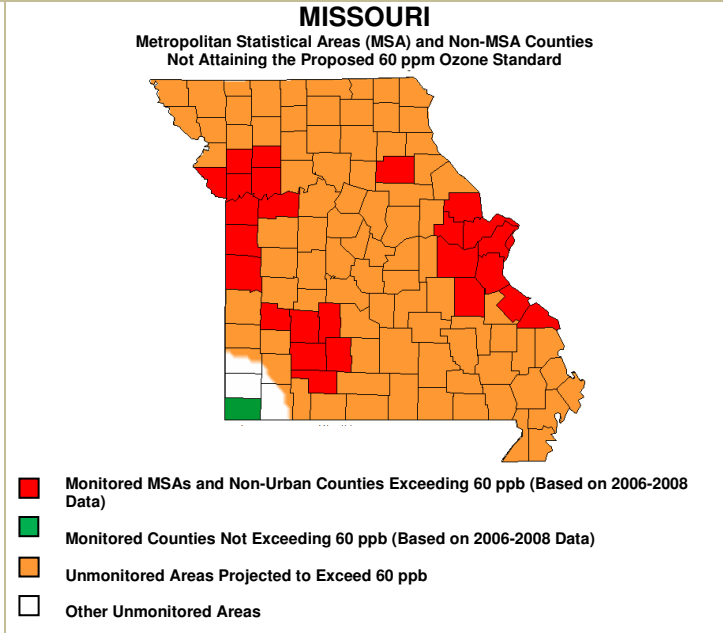 MISSOURI
Metropolitan Statistical Areas (MSA) and Non-MSA Counties
Not Attaining the Proposed 60 ppm Ozone Standard
Monitored MSAs and Non-Urban Counties Exceeding 60 ppb (Based on 2006-2008
Data)
Monitored Counties Not Exceeding 60 ppb (Based on 2006-2008 Data)
Unmonitored Areas Projected to Exceed 60 ppb
Other Unmonitored Areas